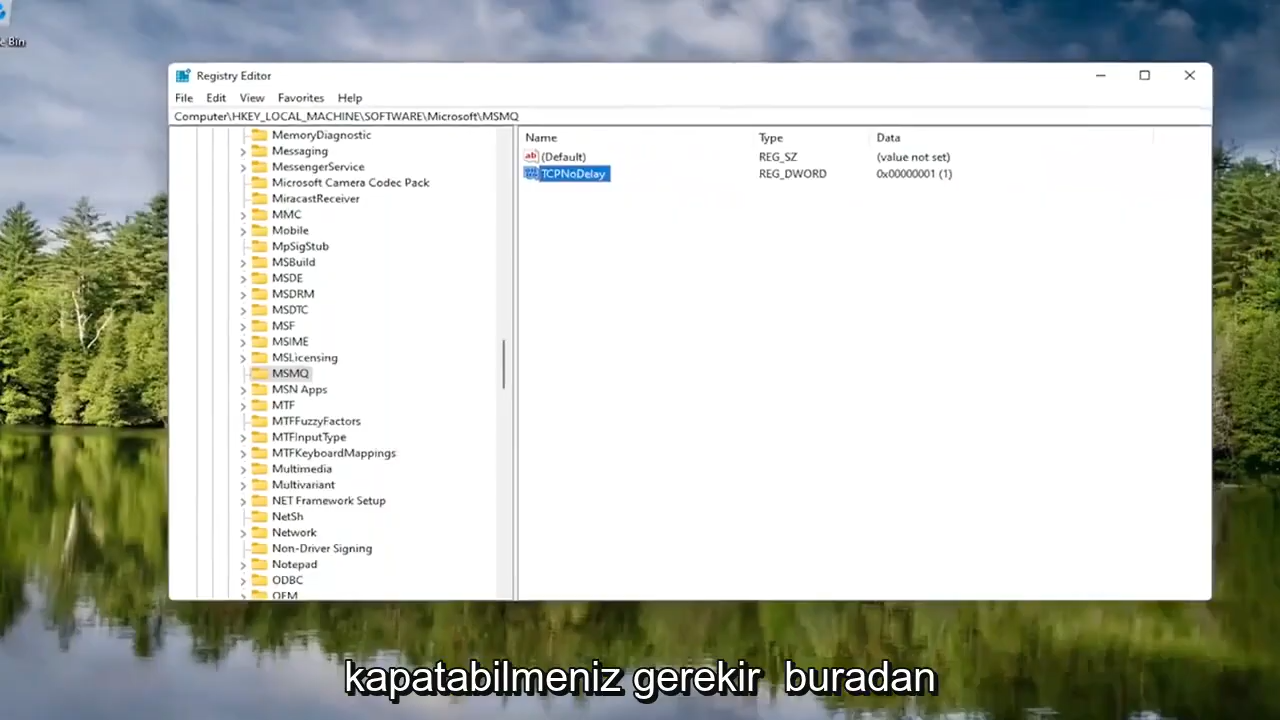 Bin
Registry Editor
File Edit View Favorites Help
Computer\HKEY_LOCAL_MACHINE\SOFTWARE\Microsoft\MSMQ
MemoryDiagnostic
Messaging
MessengerService
Microsoft Camera Codec Pack
MiracastReceiver
MMC
Mobile
MpSigStub
MSBuild
MSDE
MSDRM
MSDTC
MSF
MSIME
MSLicensing
MSMQ
MSN Apps
MTF
MTFFuzzyFactors
MTFInputType
MTFKeyboardMappings
Multimedia
Multivariant
NET Framework Setup
NetSh
Network
Non-Driver Signing
Notepad
ODBC
OEM
Name Type Data
(Default) REG_SZ (value not set)
TCPNoDelay REG_DWORD 0x00000001 (1)
kapatabilmeniz gerekir buradan